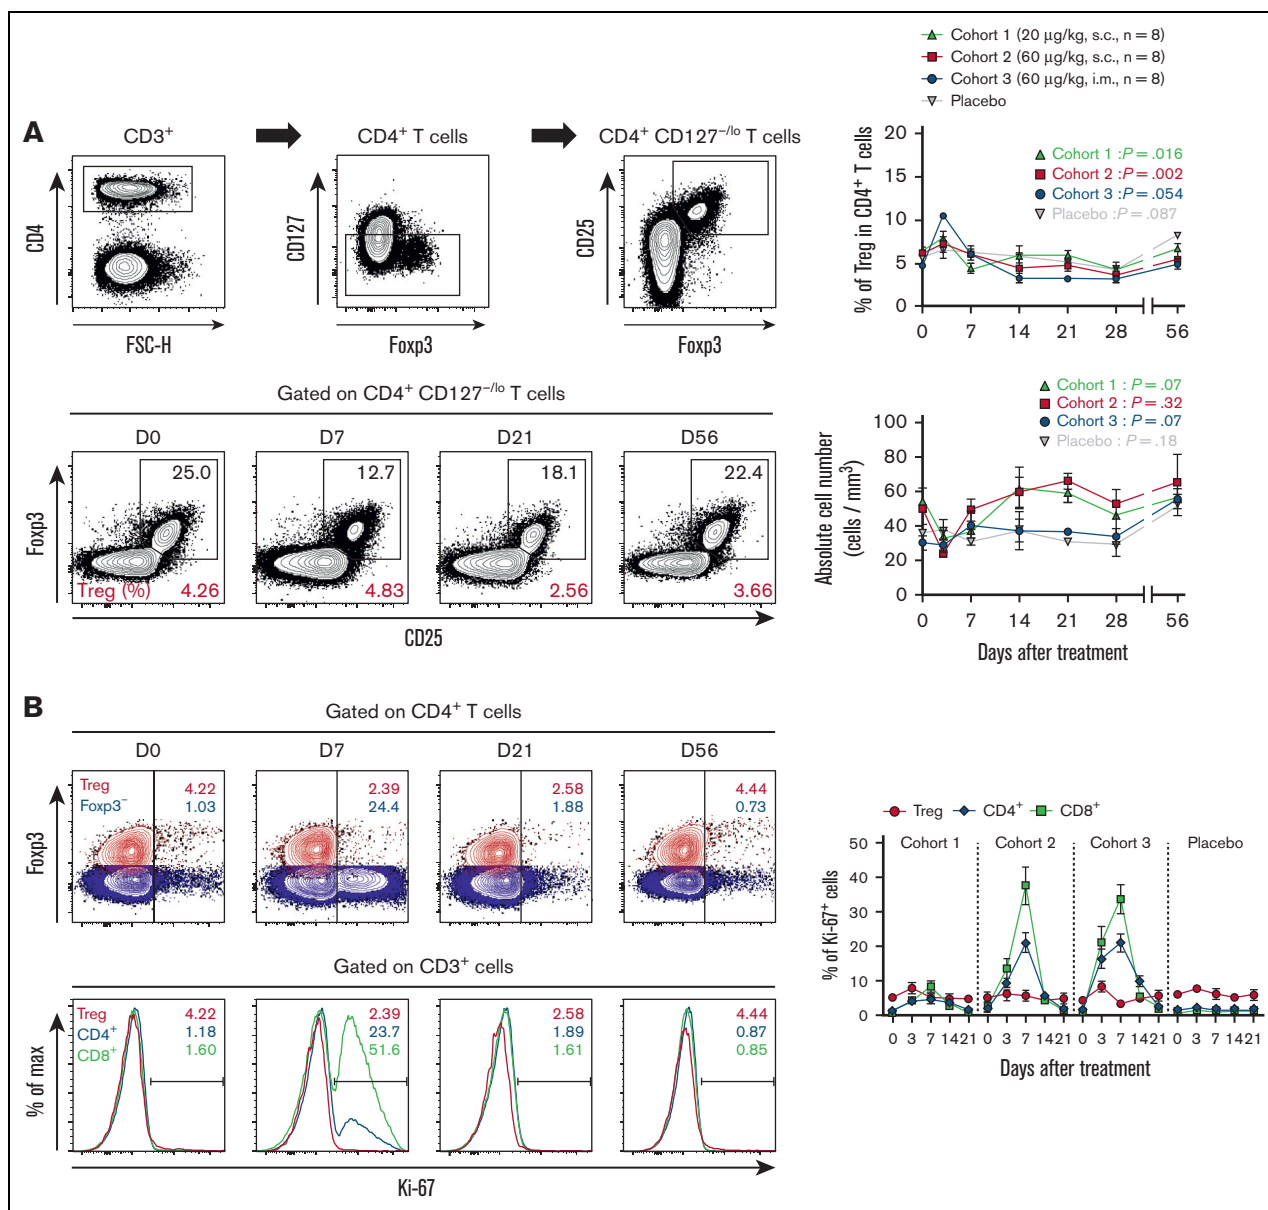 Cohort 1 (20 μg/kg, s.c., n = 8)
Cohort 2 (60 μg/kg, s.c., n = 8)
Cohort 3 (60 μg/kg, i.m., n = 8)
Placebo
A
CD3+
CD4+ T cells
CD4+ CD127−/lo T cells
CD4
FSC-H
CD127
Foxp3
CD25
Foxp3
% of Treg in CD4+ T cells
20
15
10
5
0
Cohort 1 : P = .016
Cohort 2 : P = .002
Cohort 3 : P = .054
Placebo : P = .087
0 7 14 21 28 56
Gated on CD4+ CD127−/lo T cells
D0 D7 D21 D56
Foxp3
25.0 12.7 18.1 22.4
Treg (%) 4.26 4.83 2.56 3.66
CD25
Cohort 1 : P = .07
Cohort 2 : P = .32
Cohort 3 : P = .07
Placebo : P = .18
Absolute cell number
(cells / mm3)
100
80
60
40
20
0
0 7 14 21 28 56
Days after treatment
B
Gated on CD4+ T cells
D0 D7 D21 D56
Foxp3
Treg 4.22 2.39 2.58 4.44
Foxp3− 1.03 24.4 1.88 0.73
Gated on CD3+ cells
% of max
Treg 4.22 2.39 2.58 4.44
CD4+ 1.18 23.7 1.89 0.87
CD8+ 1.60 51.6 1.61 0.85
Ki-67
Treg CD4+ CD8+
Cohort 1 Cohort 2 Cohort 3 Placebo
% of Ki-67+ cells
50
40
30
20
10
0
0 3 7 14 21 0 3 7 14 21 0 3 7 14 21 0 3 7 14 21
Days after treatment